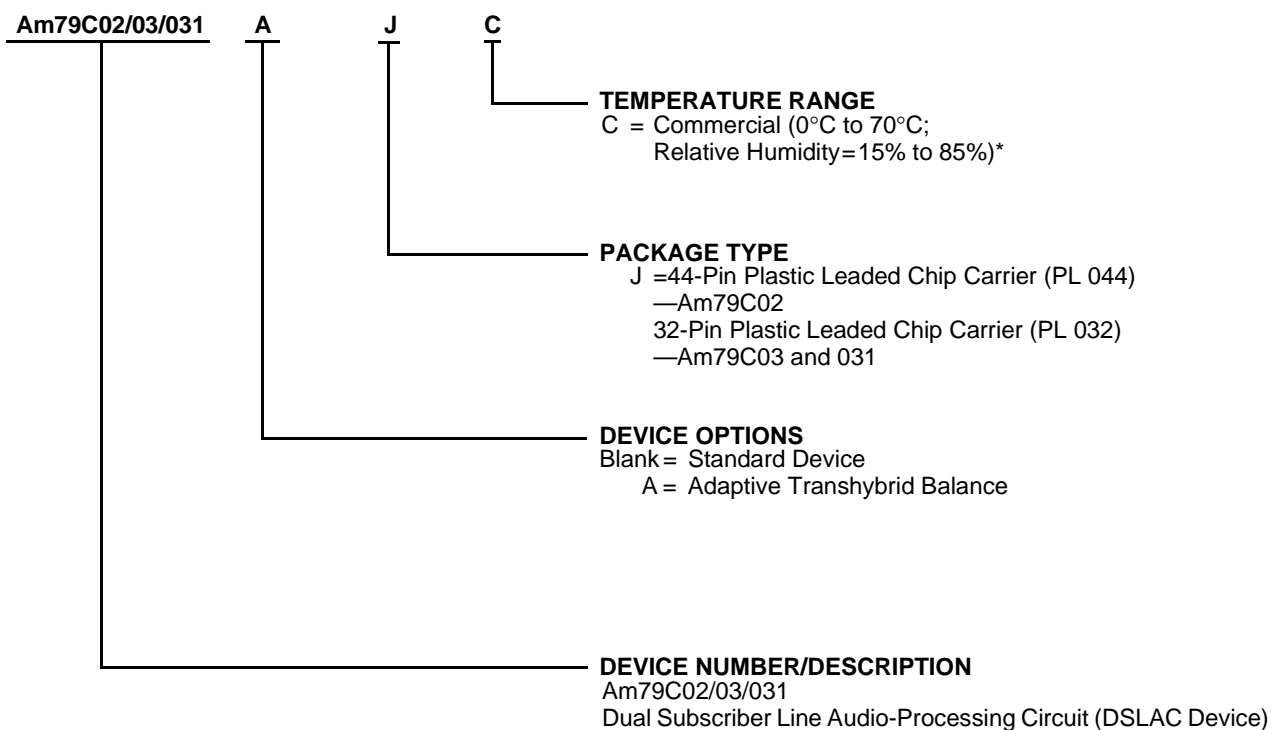 Am79C02/03/031 A J C
TEMPERATURE RANGE
C = Commercial (0°C to 70°C;
Relative Humidity=15% to 85%)*
PACKAGE TYPE
J =44-Pin Plastic Leaded Chip Carrier (PL 044)
—Am79C02
32-Pin Plastic Leaded Chip Carrier (PL 032)
—Am79C03 and 031
DEVICE OPTIONS
Blank= Standard Device
A = Adaptive Transhybrid Balance
DEVICE NUMBER/DESCRIPTION
Am79C02/03/031
Dual Subscriber Line Audio-Processing Circuit (DSLAC Device)